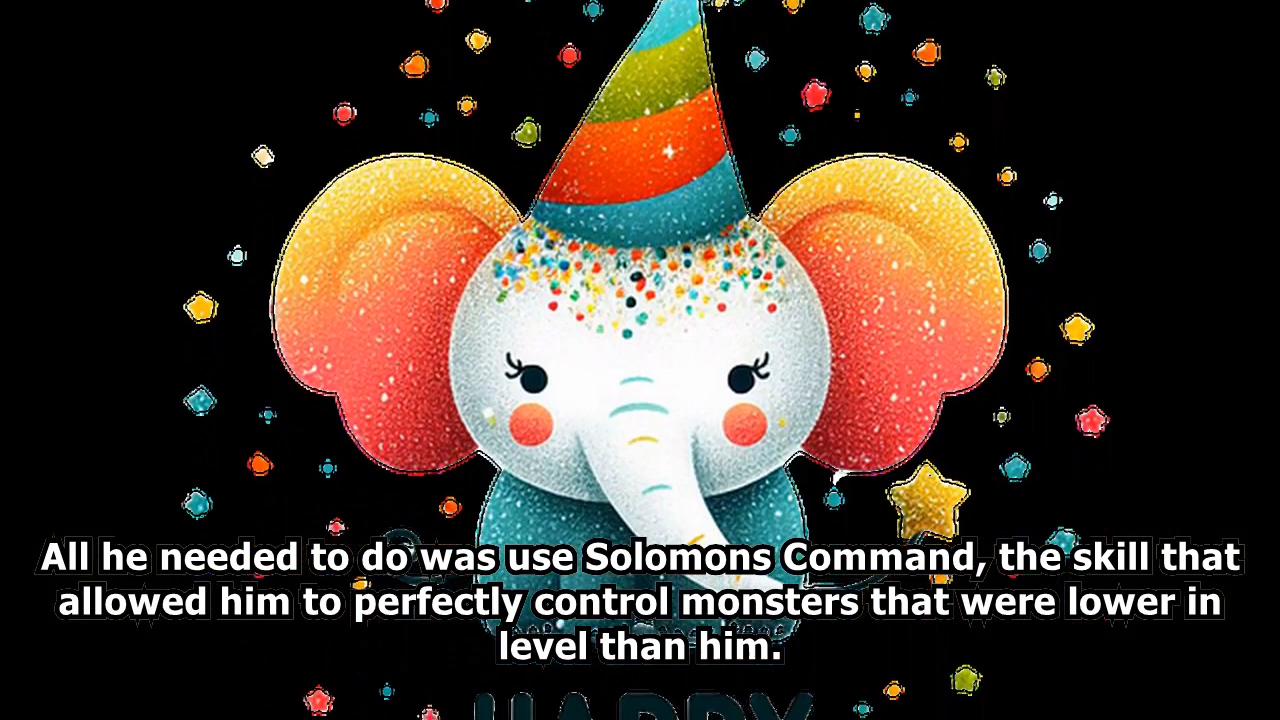 All he needed to do was use Solomons Command, the skill that
allowed him to perfectly control monsters that were lower in
level than him.
HAPPY